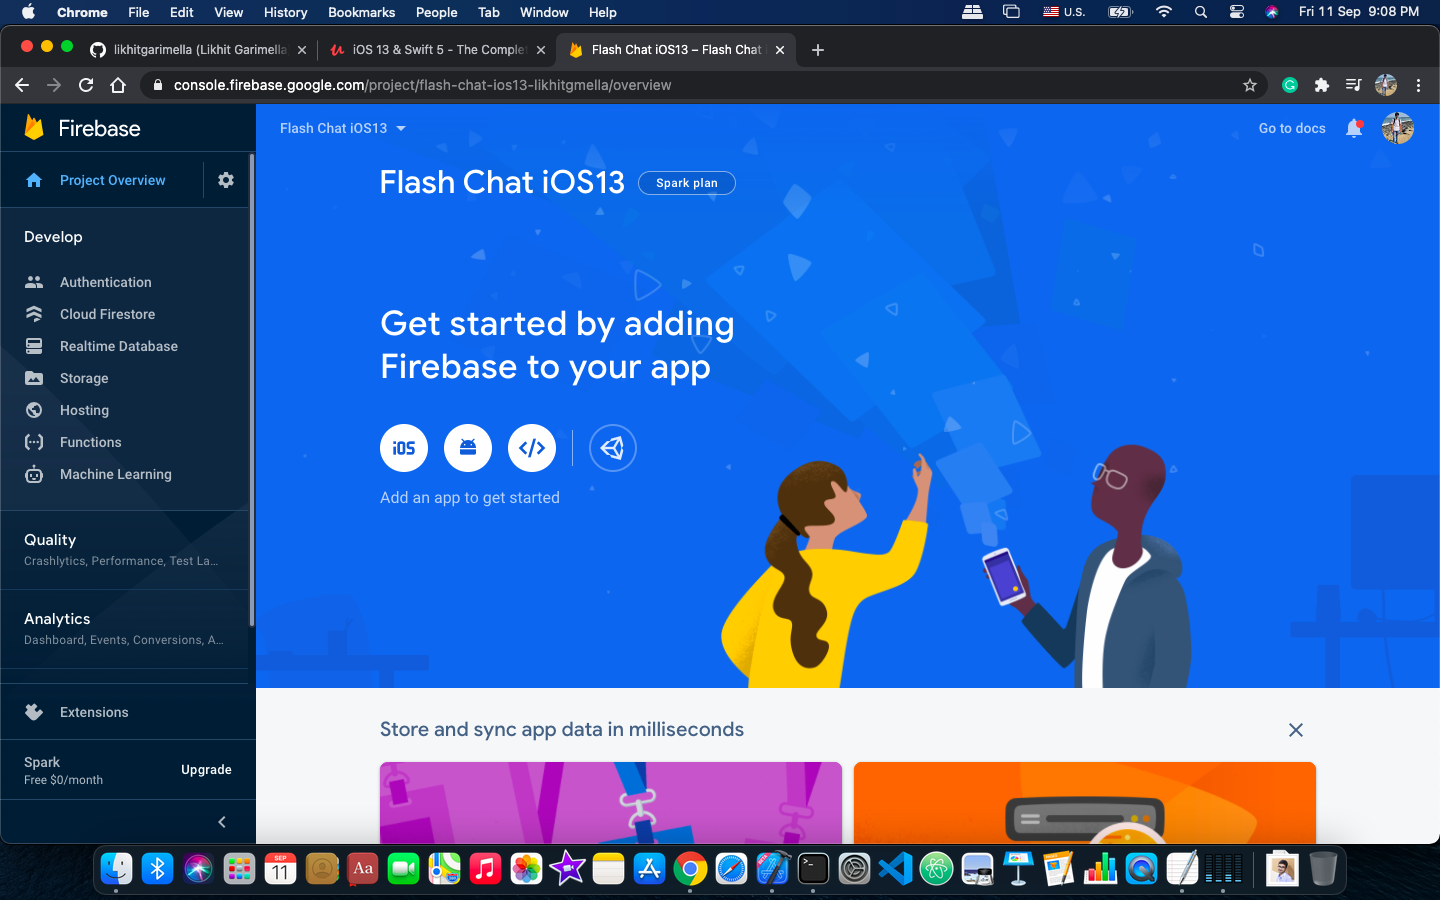 Chrome File Edit View History Bookmarks People Tab Window Help U.S. Fri 11 Sep 9:08 PM
likhitgarimella (Likhit Garimella
iOS 13 & Swift 5 - The Comple
Flash Chat iOS13 – Flash Chat
console.firebase.google.com/project/flash-chat-ios13-likhitgmella/overview
Firebase
Project Overview
Develop
Authentication
Cloud Firestore
Realtime Database
Storage
Hosting
Functions
Machine Learning
Quality
Crashlytics, Performance, Test La...
Analytics
Dashboard, Events, Conversions, A...
Extensions
Spark
Free $0/month
Upgrade
Flash Chat iOS13
Go to docs
Flash Chat iOS13
Spark plan
Get started by adding
Firebase to your app
iOS
Add an app to get started
Store and sync app data in milliseconds
SEP
11
Aa